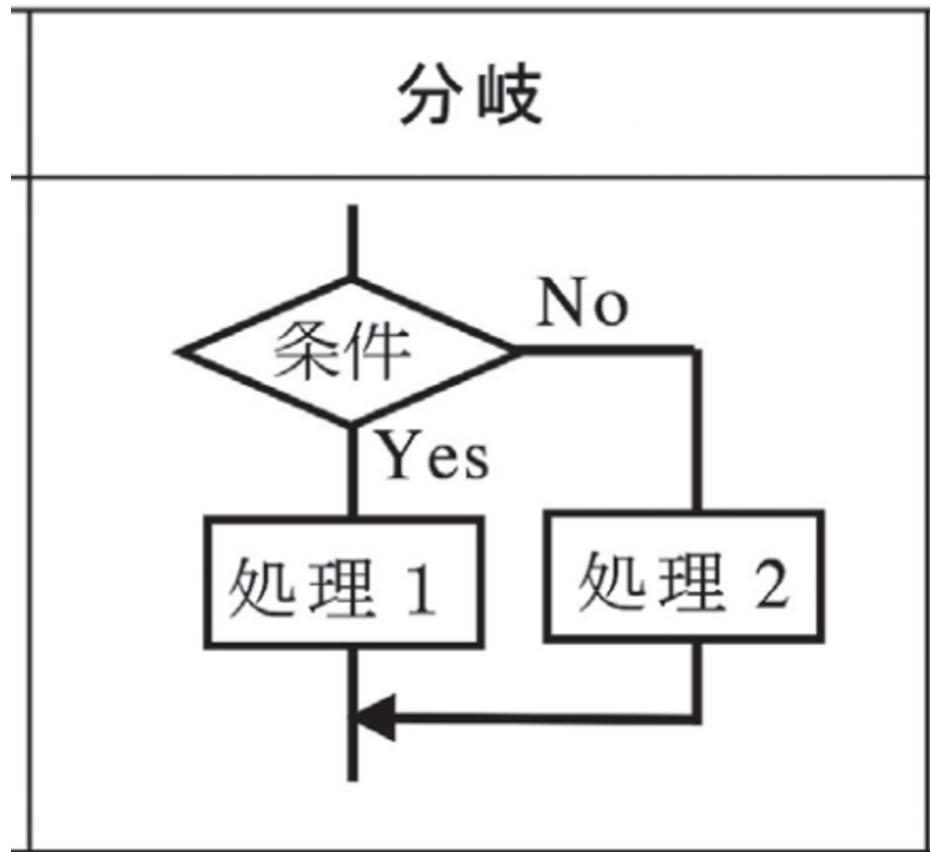 分岐
条件
No
Yes
処理 1
処理 2